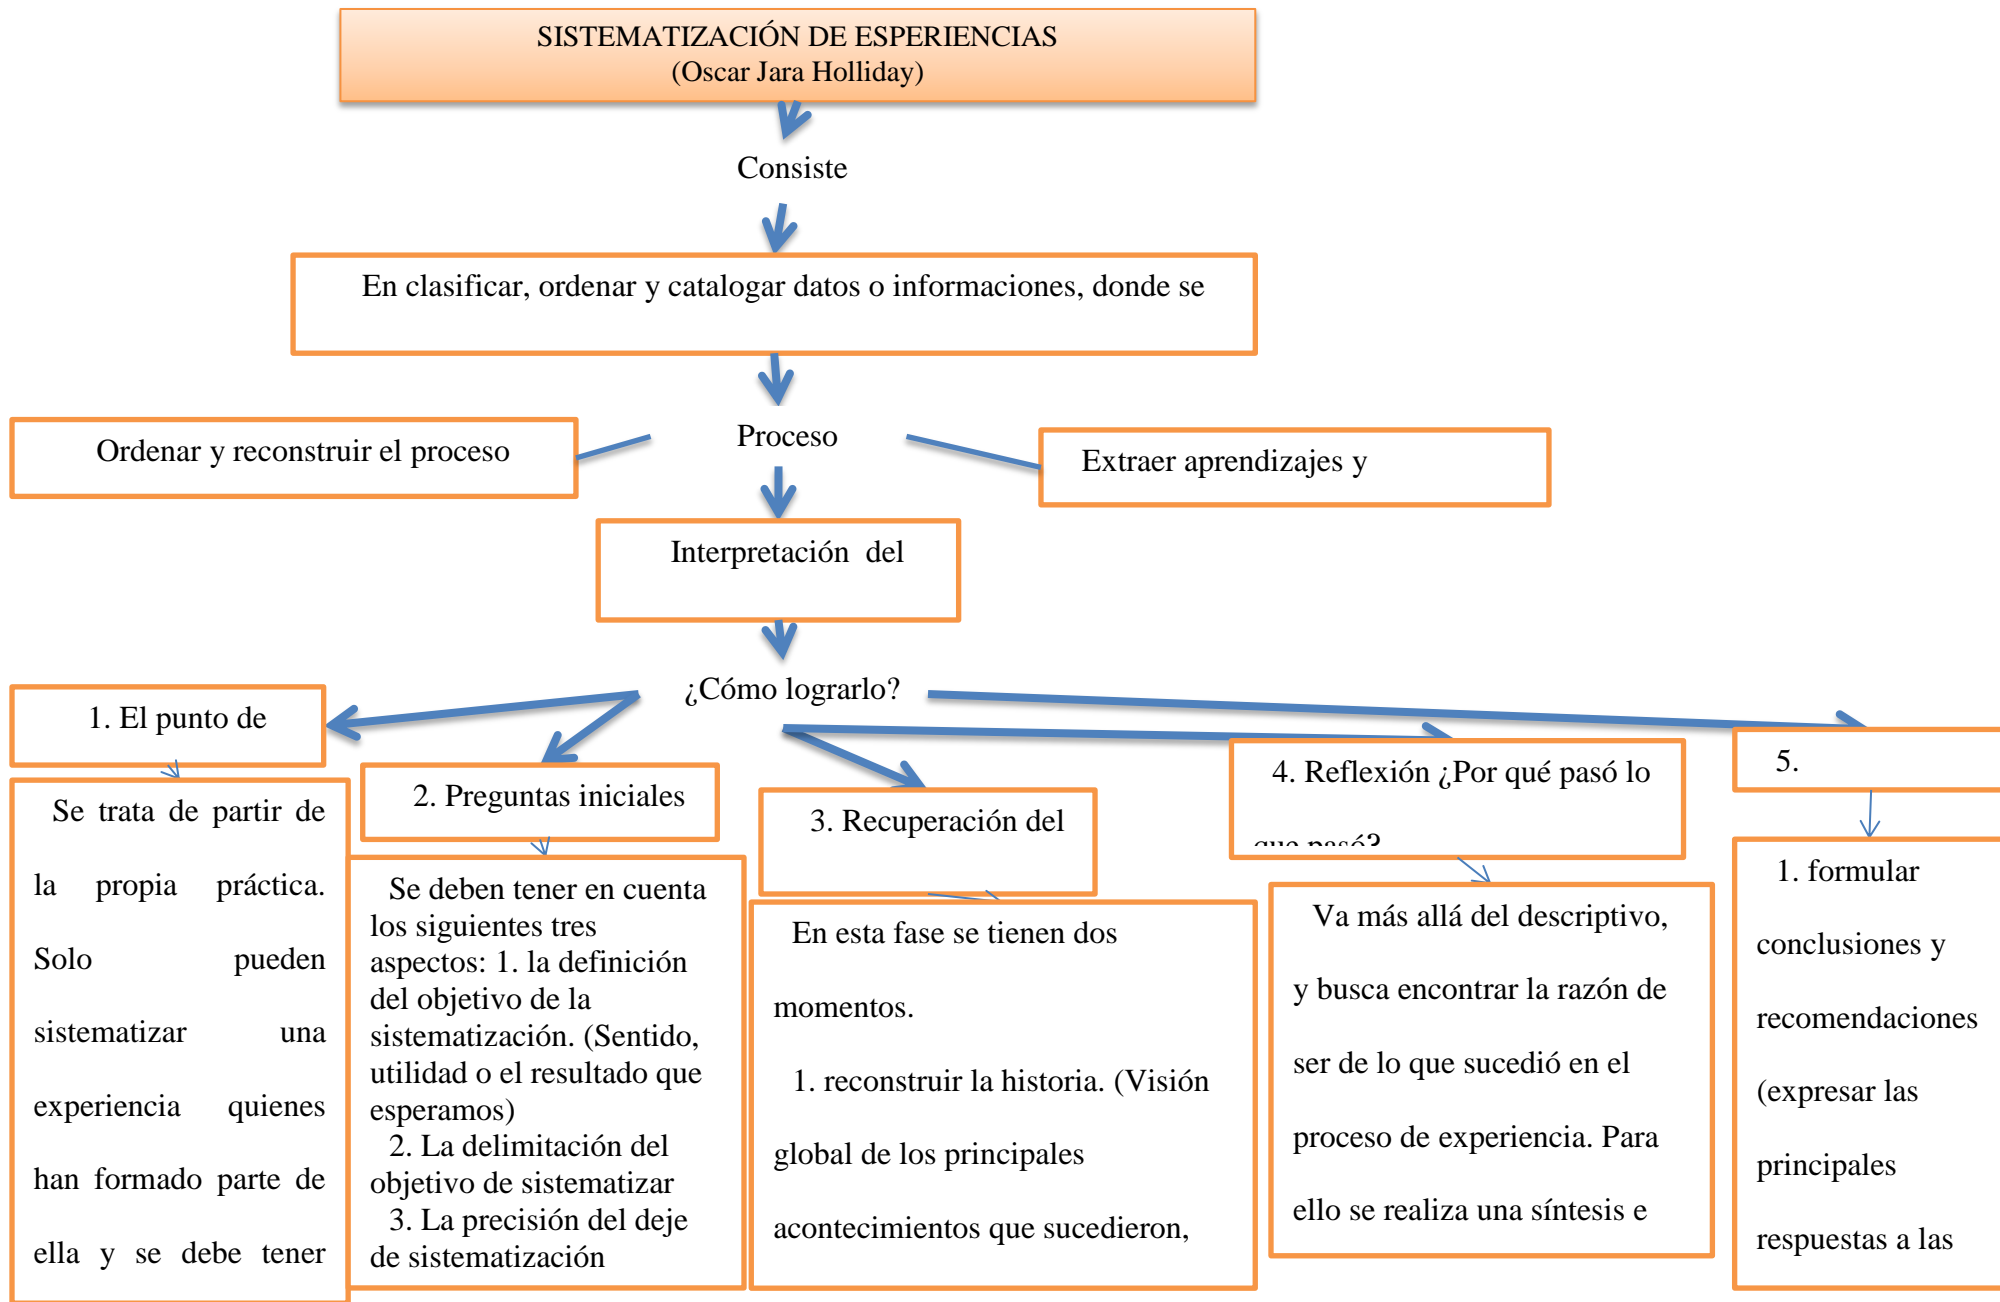 SISTEMATIZACIÓN DE ESPERIENCIAS
(Oscar Jara Holliday)
Consiste
En clasificar, ordenar y catalogar datos o informaciones, donde se
Ordenar y reconstruir el proceso
Proceso
Extraer aprendizajes y
Interpretación del
¿Cómo lograrlo?
1. El punto de
Se trata de partir de
la propia práctica.
Solo pueden
sistematizar una
experiencia quienes
han formado parte de
ella y se debe tener
2. Preguntas iniciales
Se deben tener en cuenta
los siguientes tres
aspectos: 1. la definición
del objetivo de la
sistematización. (Sentido,
utilidad o el resultado que
esperamos)
2. La delimitación del
objetivo de sistematizar
3. La precisión del deje
de sistematización
3. Recuperación del
En esta fase se tienen dos
momentos.
1. reconstruir la historia. (Visión
global de los principales
acontecimientos que sucedieron,
4. Reflexión ¿Por qué pasó lo
que pasó?
Va más allá del descriptivo,
y busca encontrar la razón de
ser de lo que sucedió en el
proceso de experiencia. Para
ello se realiza una síntesis e
5.
1. formular
conclusiones y
recomendaciones
(expresar las
principales
respuestas a las